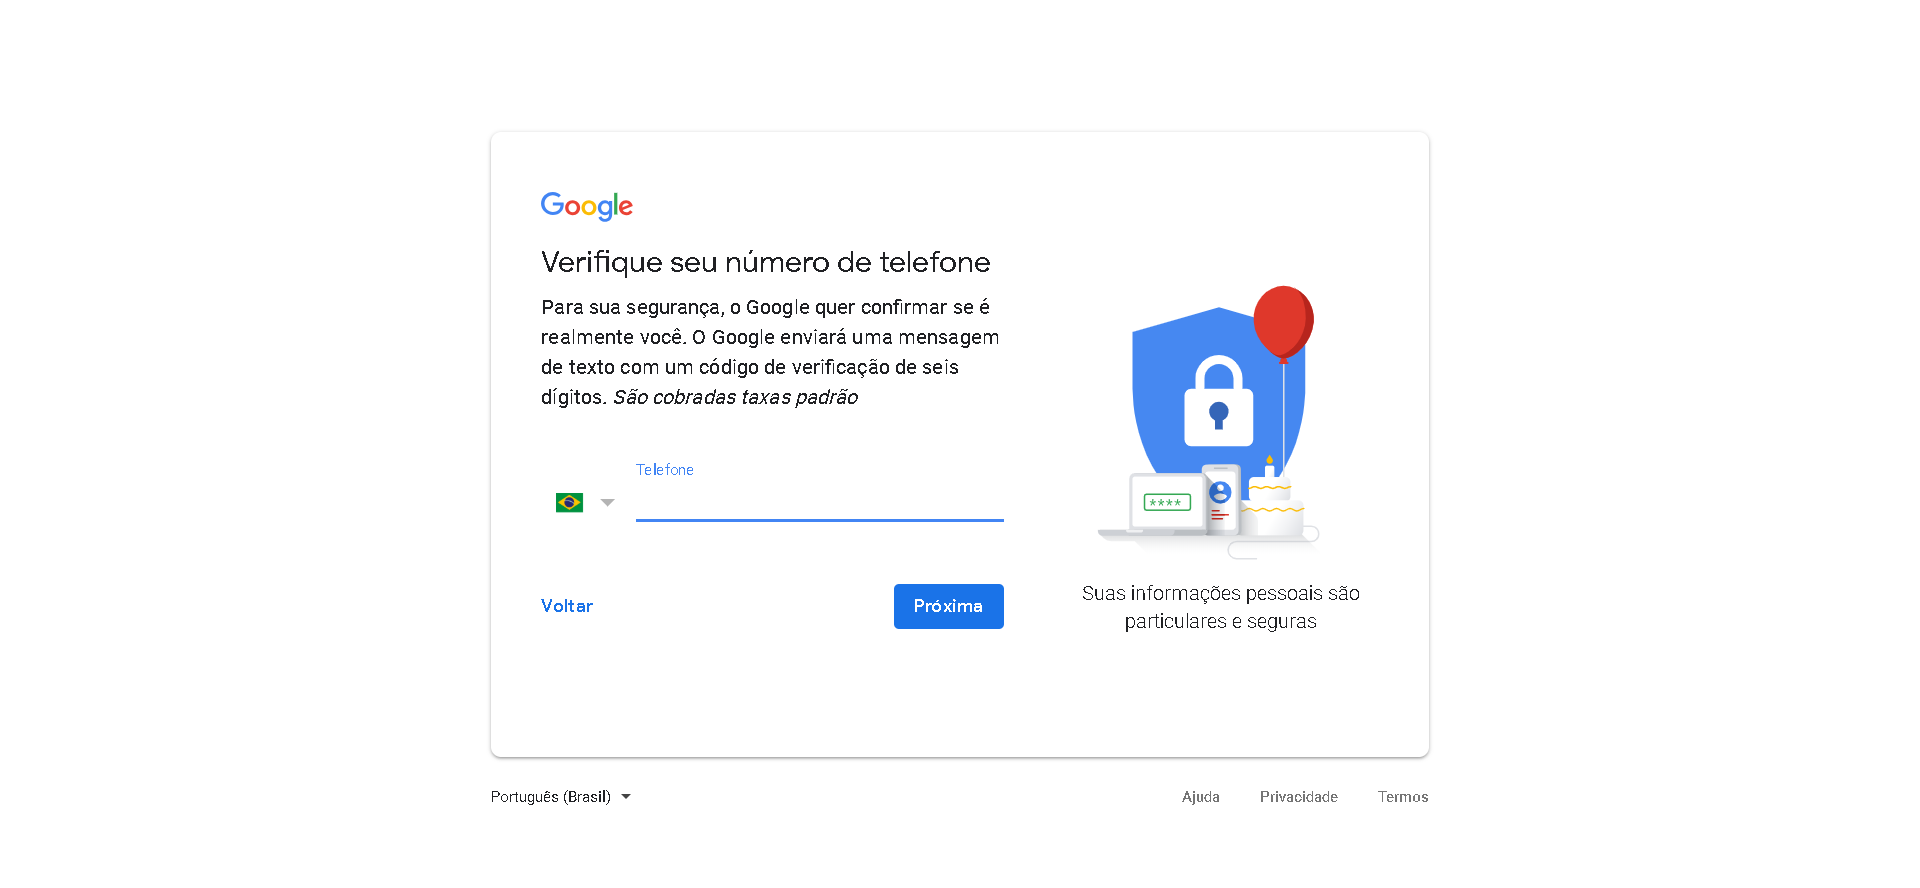 Google
Verifique seu número de telefone
Para sua segurança, o Google quer confirmar se é
realmente você. O Google enviará uma mensagem
de texto com um código de verificação de seis
dígitos. São cobradas taxas padrão
Telefone
****
Voltar
Próxima
Suas informações pessoais são
particulares e seguras
Português (Brasil)
Ajuda
Privacidade
Termos